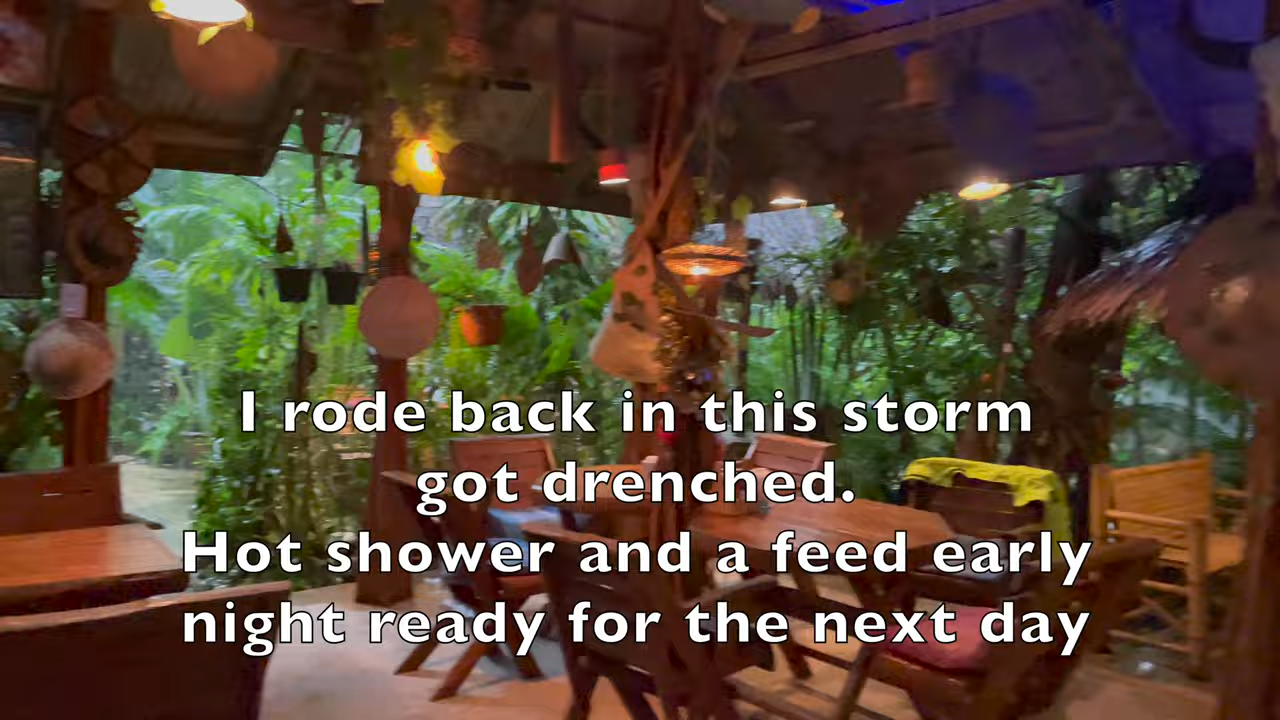 I rode back in this storm
got drenched.
Hot shower and a feed early
night ready for the next day